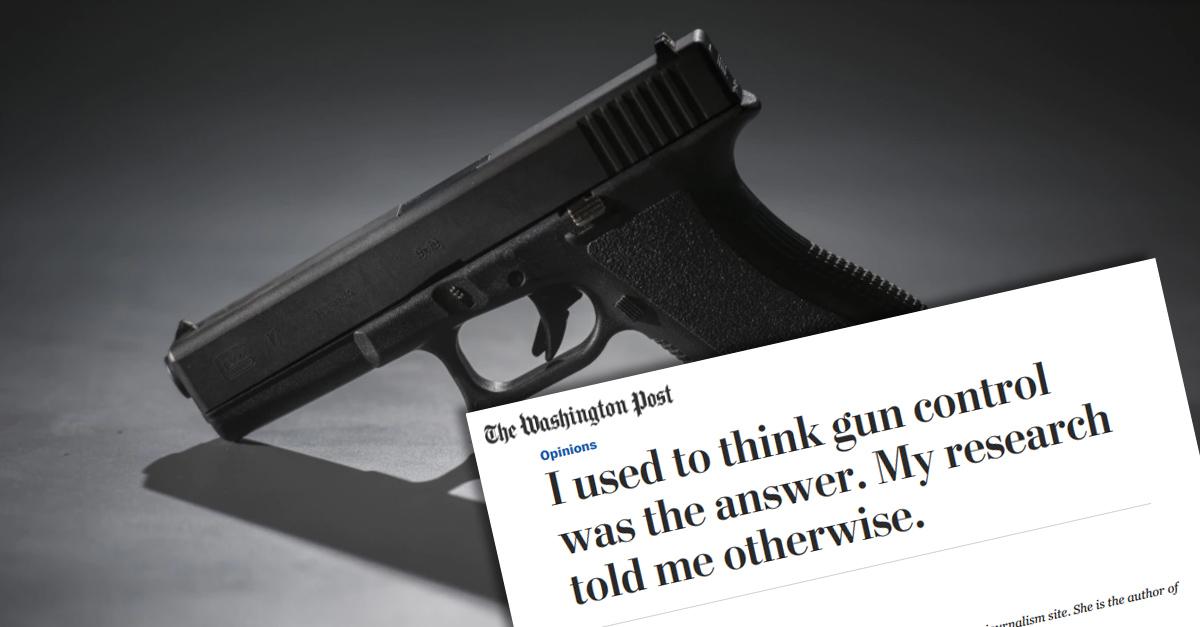 The Washington Post
Opinions
I used to think gun control
was the answer. My research
told me otherwise.
journalism site. She is the author of